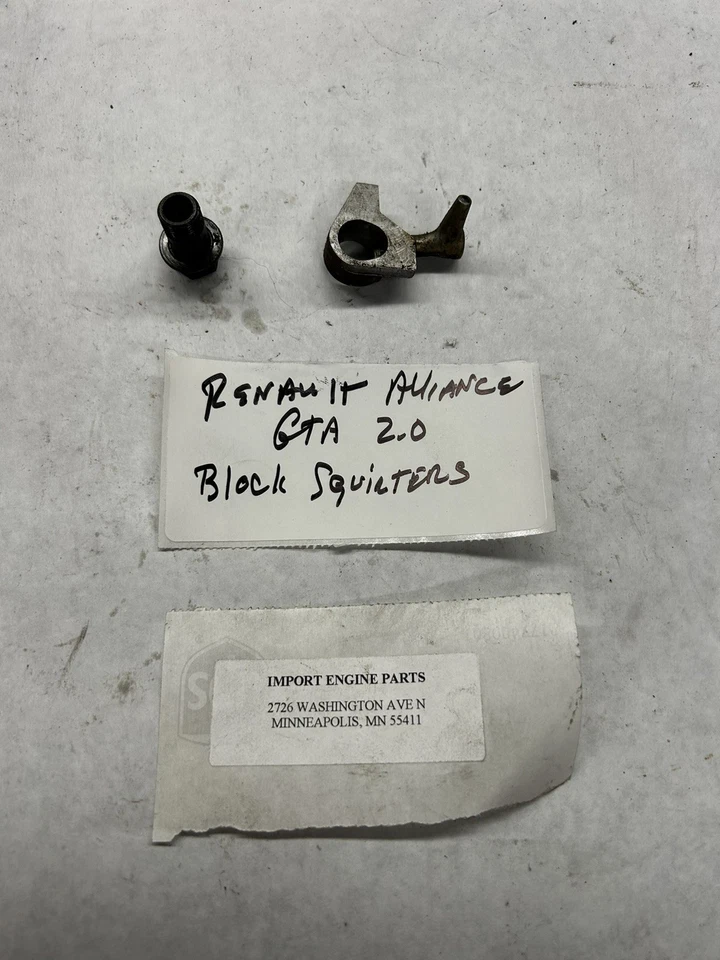 RENAULT ALLIANCE
GTA 2.0
Block SQUIRTERS
IMPORT ENGINE PARTS
2726 WASHINGTON AVE N
MINNEAPOLIS, MN 55411